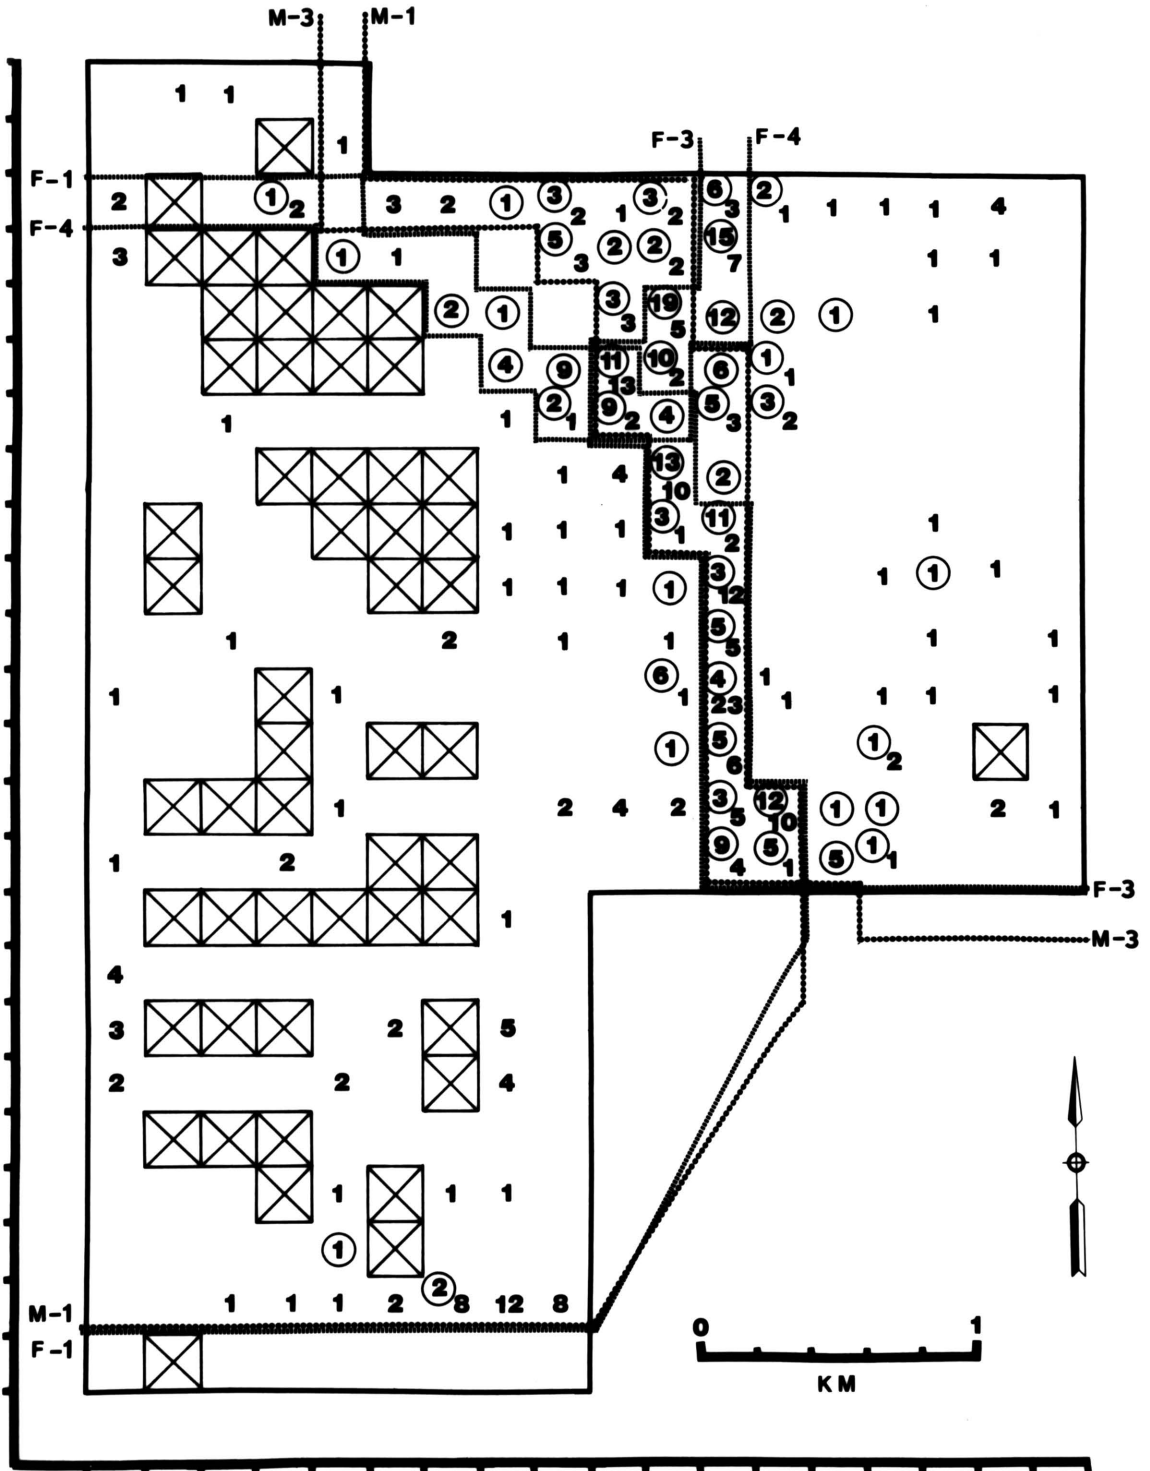 M-3 M-1
1 1
1 F-3 F-4
F-1 1 3 3 6 2
2 2 3 2 1 2 1 2 3 1 1 1 1 4
F-4 5 2 2 15
3 1 1 3 2 7 1 1
2 1 3 19 12 2 1 1
3 5
4 9 11 10 6 1
13 2 1
1 1 2 1 9 2 4 5 3 3 2
1 4 13 10 2
1 1 1 3 1 11 2 1
1 1 1 1 3 12 1 1 1
1 2 1 1 5 5 1 1
1 1 6 1 4 23 1 1 1 1 1
1 5 6 1 2
1 2 4 2 3 5 12 10 1 1 2 1
1 2 9 4 5 1 5 1 1
F-3
1
M-3
4
3 2 5
2 2 4
1 1 1
1
2
M-1 1 1 1 2 8 12 8
F-1
0 1
KM